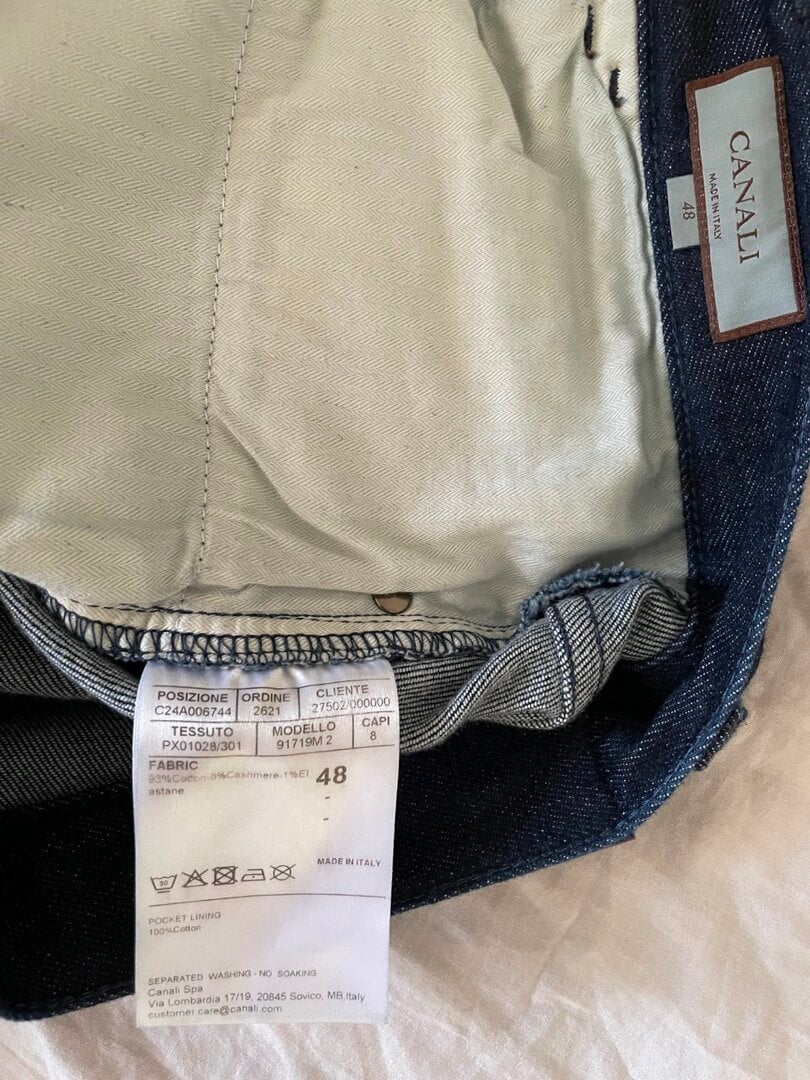 CANALI
MADE IN ITALY
48
POSIZIONE ORDINE CLIENTE
C24A006744 2621 27502/000000
TESSUTO MODELLO CAPI
PX01028/301 91719M 2 8
FABRIC
93%Cotton-6%Cashmere-1%El 48
astane -
-
MADE IN ITALY
30
POCKET LINING
100%Cotton
SEPARATED WASHING - NO SOAKING
Canali Spa
Via Lombardia 17/19, 20845 Sovico, MB,Italy
customer.care@canali.com